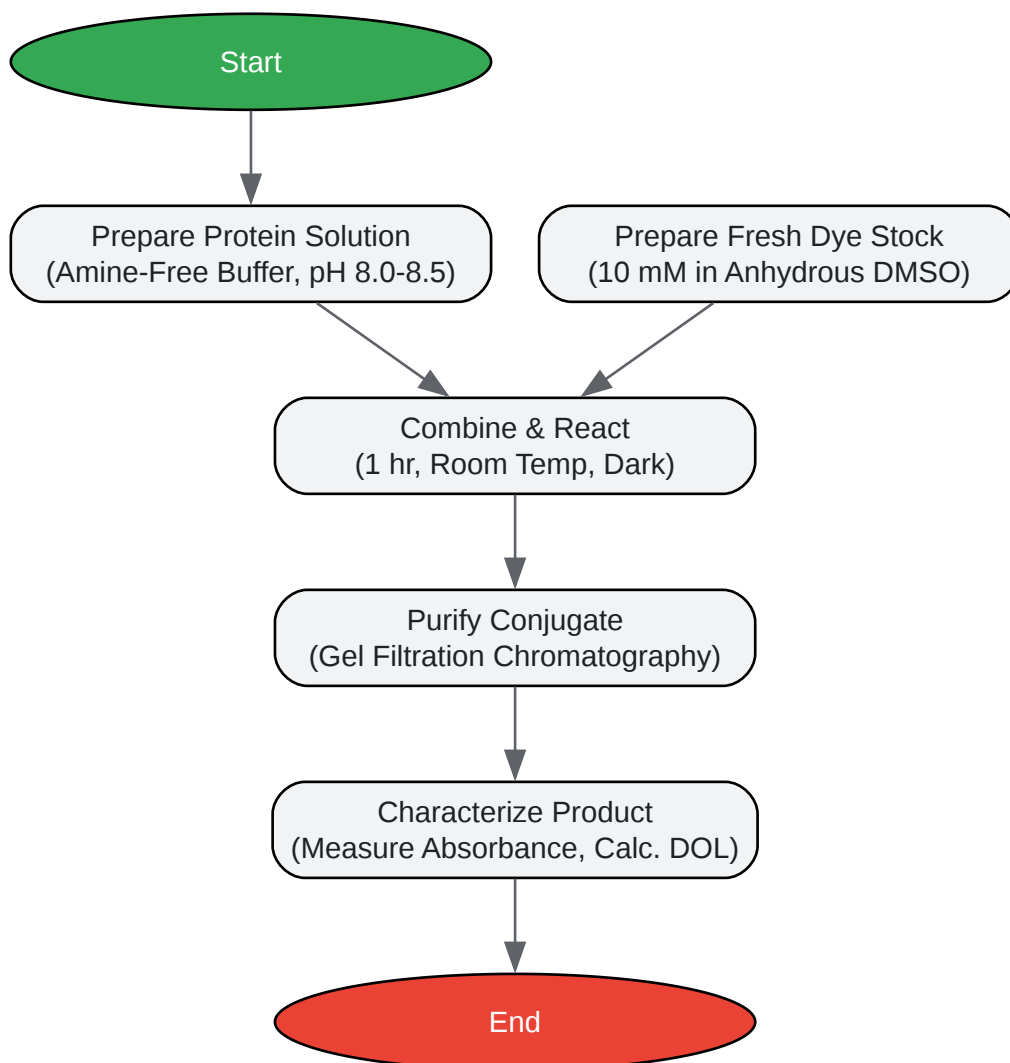 Start
Prepare Protein Solution
(Amine-Free Buffer, pH 8.0-8.5)
Prepare Fresh Dye Stock
(10 mM in Anhydrous DMSO)
Combine & React
(1 hr, Room Temp, Dark)
Purify Conjugate
(Gel Filtration Chromatography)
Characterize Product
(Measure Absorbance, Calc. DOL)
End